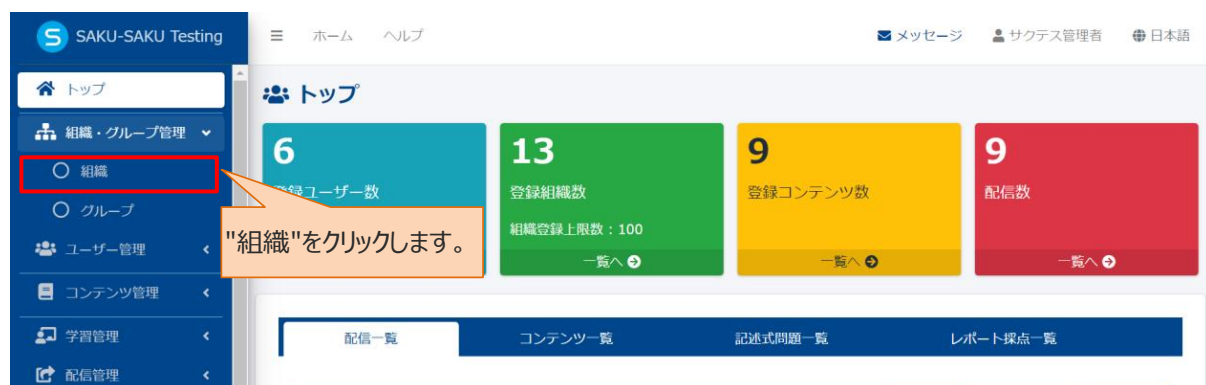 SAKU-SAKU Testing
ホーム ヘルプ
メッセージ サクテス管理者 日本語
トップ
組織・グループ管理
組織
グループ
ユーザー管理
コンテンツ管理
学習管理
配信管理
トップ
6
登録ユーザー数
13
登録組織数
組織登録上限数：100
一覧へ
9
登録コンテンツ数
一覧へ
9
配信数
一覧へ
"組織"をクリックします。
配信一覧 コンテンツ一覧 記述式問題一覧 レポート採点一覧